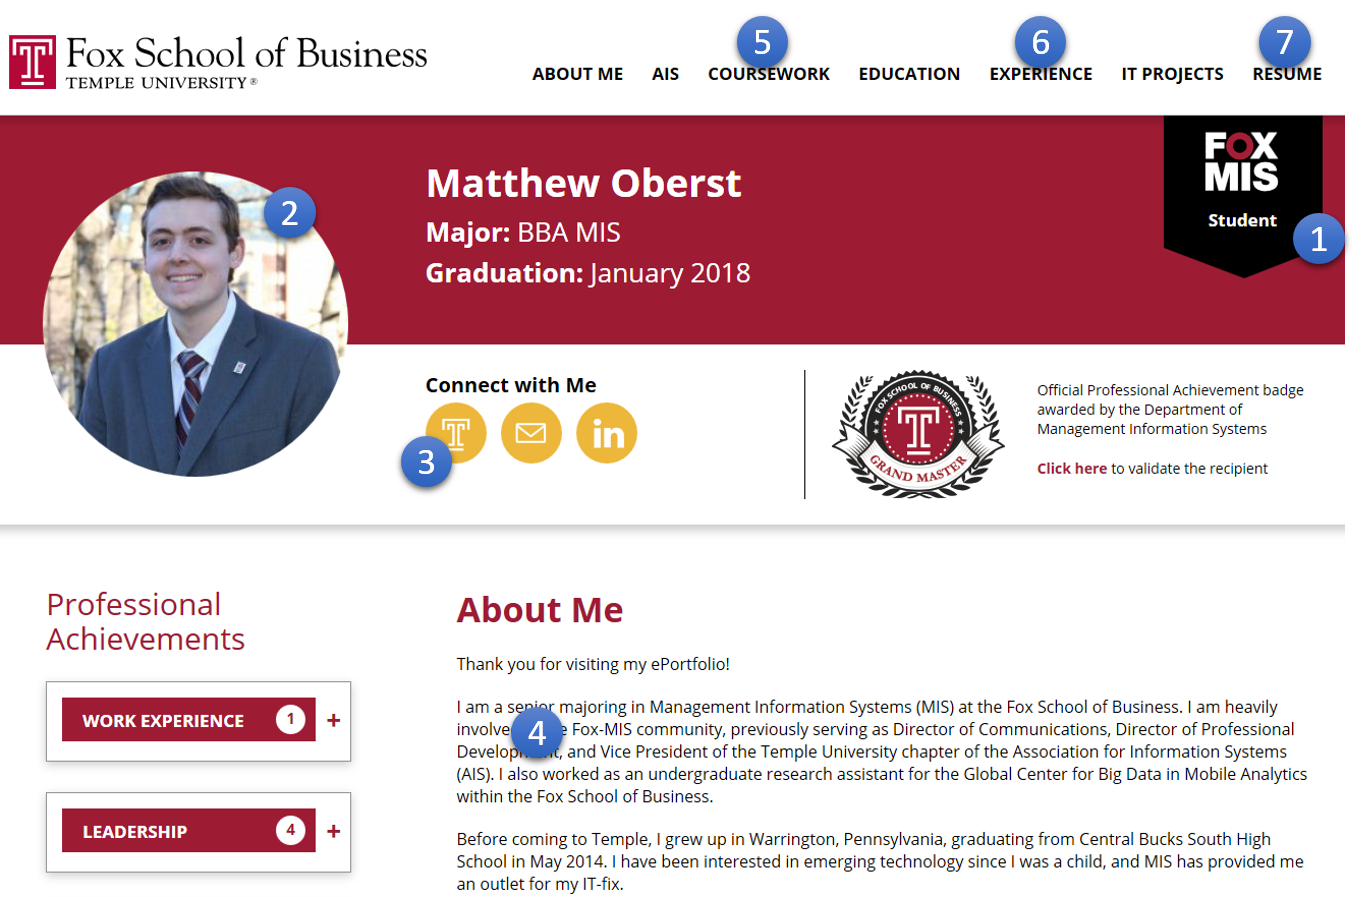 Fox School of Business
TEMPLE UNIVERSITY®
5
6
7
ABOUT ME AIS COURSEWORK EDUCATION EXPERIENCE IT PROJECTS RESUME
FOX
MIS
Student
1
2
Matthew Oberst
Major: BBA MIS
Graduation: January 2018
Connect with Me
T
in
3
FOX SCHOOL OF BUSINESS
T
GRAND MASTER
Official Professional Achievement badge
awarded by the Department of
Management Information Systems
Click here to validate the recipient
Professional
Achievements
WORK EXPERIENCE 1 +
LEADERSHIP 4 +
About Me
Thank you for visiting my ePortfolio!
I am a senior majoring in Management Information Systems (MIS) at the Fox School of Business. I am heavily
involve 4 e Fox-MIS community, previously serving as Director of Communications, Director of Professional
Development, and Vice President of the Temple University chapter of the Association for Information Systems
(AIS). I also worked as an undergraduate research assistant for the Global Center for Big Data in Mobile Analytics
within the Fox School of Business.
Before coming to Temple, I grew up in Warrington, Pennsylvania, graduating from Central Bucks South High
School in May 2014. I have been interested in emerging technology since I was a child, and MIS has provided me
an outlet for my IT-fix.